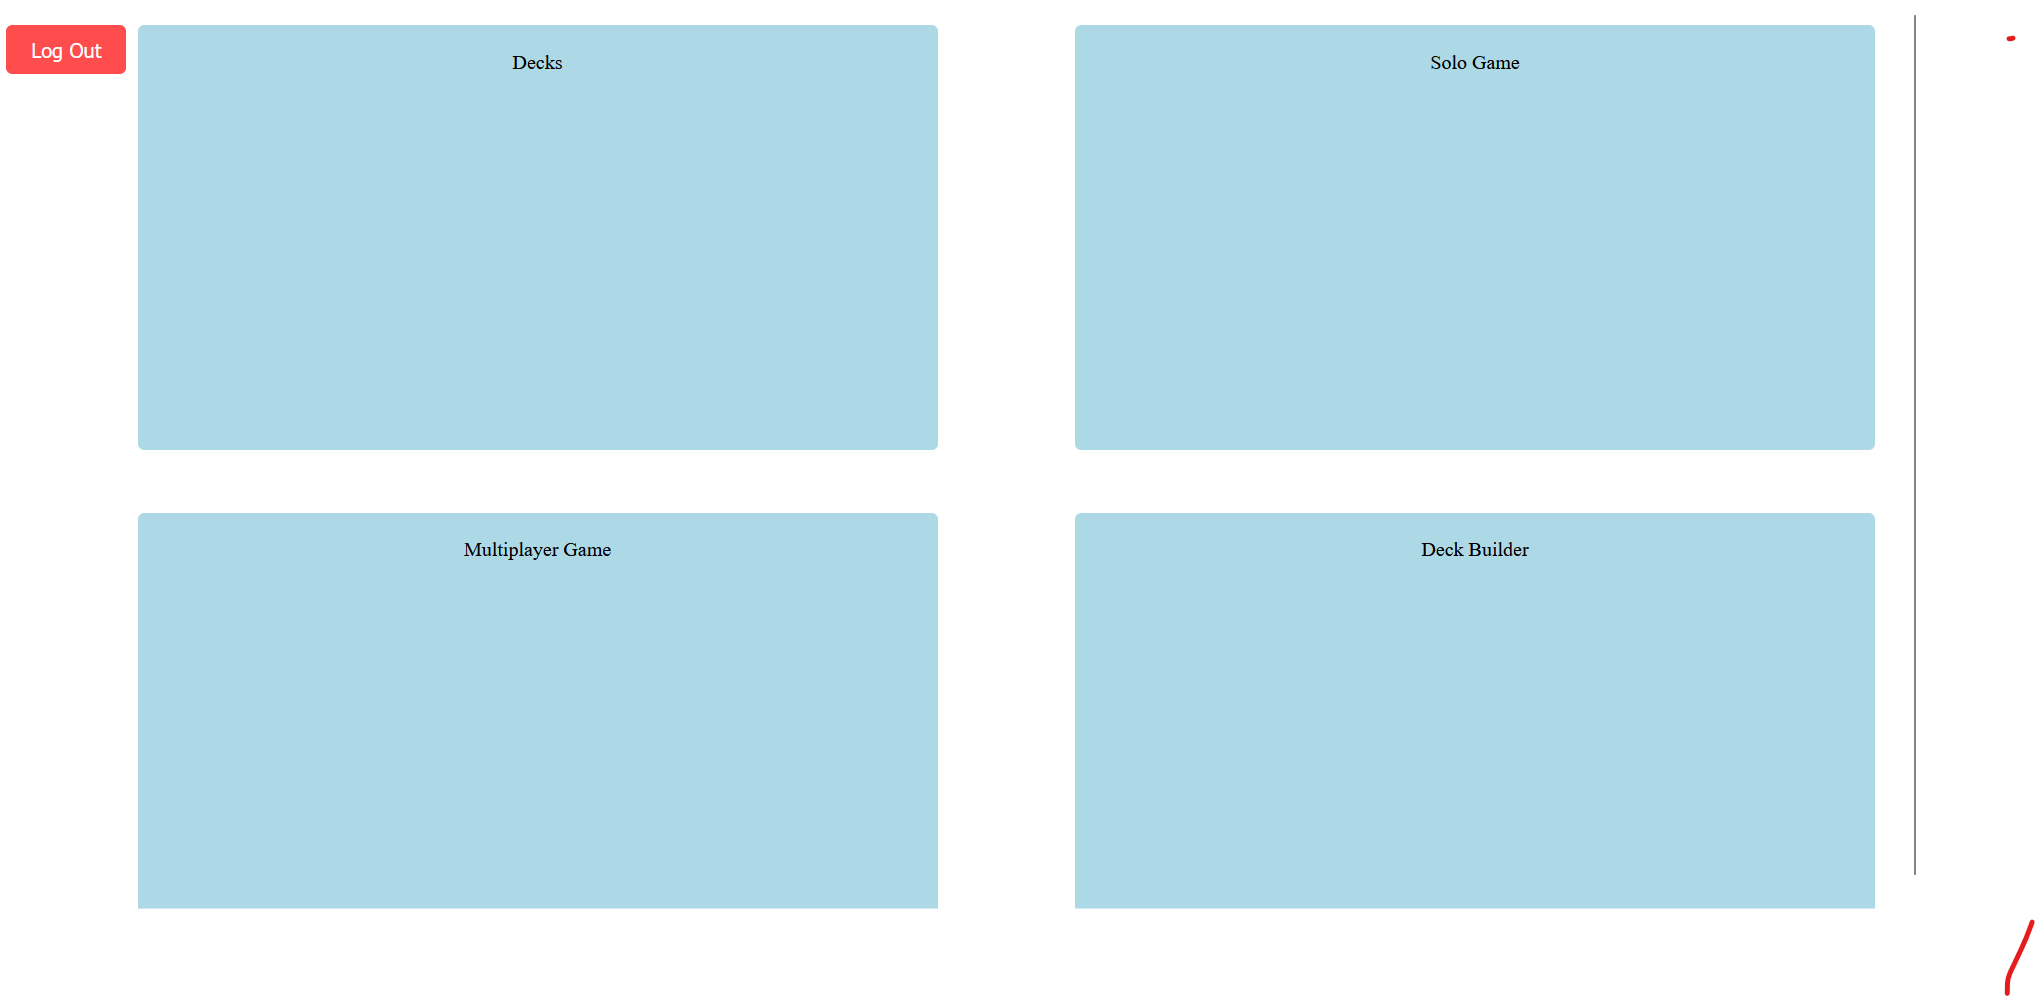 Log Out
Decks
Solo Game
Multiplayer Game
Deck Builder